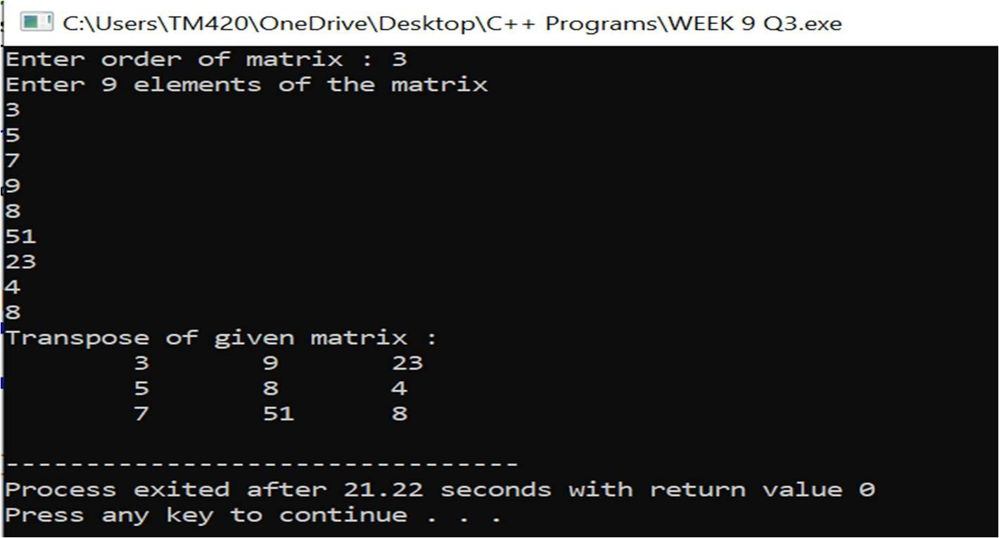 C:\Users\TM420\OneDrive\Desktop\C++ Programs\WEEK 9 Q3.exe
Enter order of matrix : 3
Enter 9 elements of the matrix
3
5
7
9
8
51
23
4
8
Transpose of given matrix :
3 9 23
5 8 4
7 51 8
--------------------------------
Process exited after 21.22 seconds with return value 0
Press any key to continue . . .